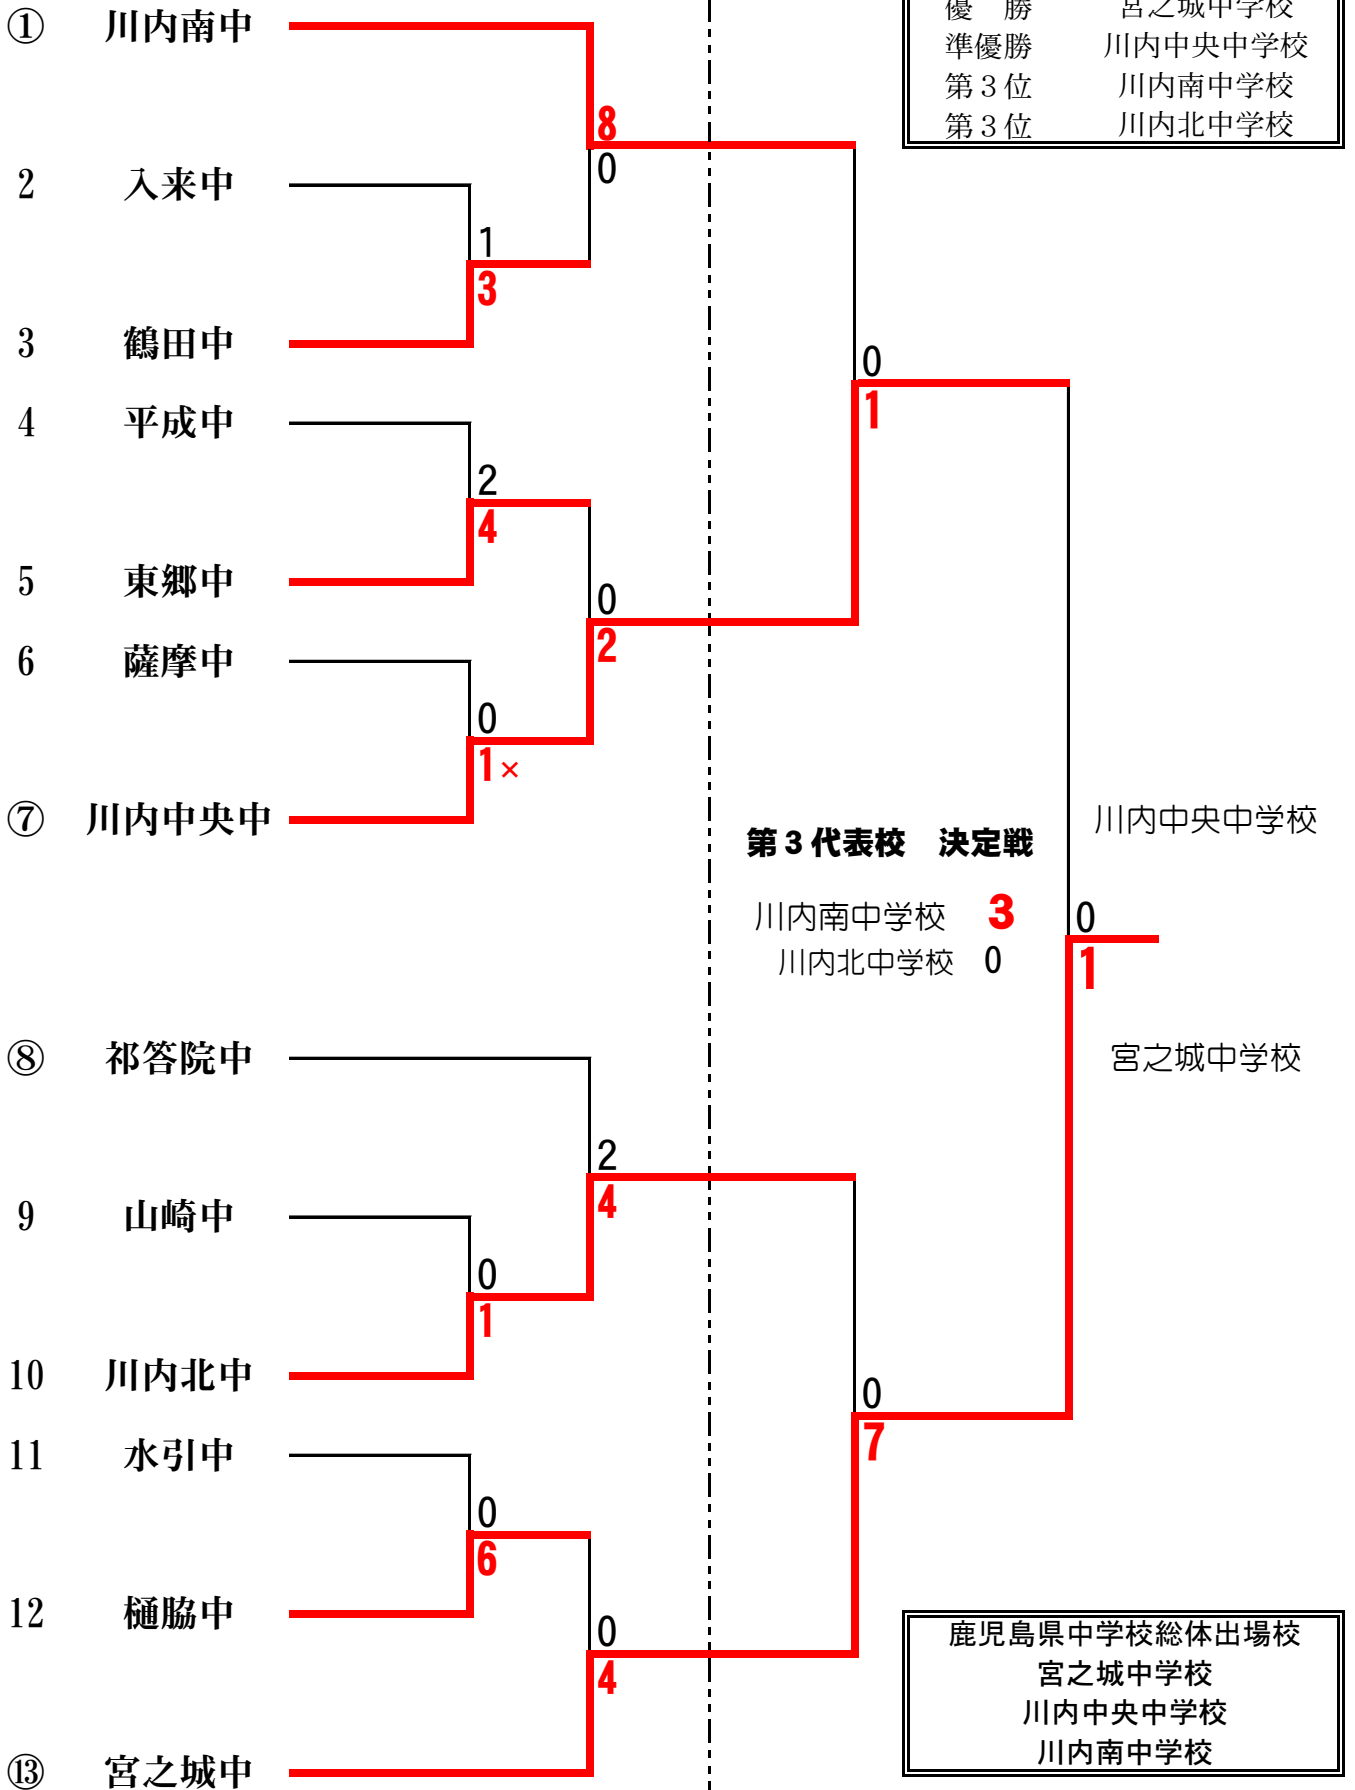 優　勝　宮之城中学校
準優勝　川内中央中学校
第３位　川内南中学校
第３位　川内北中学校
① 川内南中
8
0
2 入来中
1
3
3 鶴田中
0
1
4 平成中
2
4
5 東郷中
0
2
6 薩摩中
0
1×
⑦ 川内中央中
川内中央中学校
第３代表校　決定戦
川内南中学校　3
川内北中学校　0
0
1
宮之城中学校
⑧ 祁答院中
2
4
9 山崎中
0
1
10 川内北中
0
7
11 水引中
0
6
12 樋脇中
0
4
⑬ 宮之城中
鹿児島県中学校総体出場校
宮之城中学校
川内中央中学校
川内南中学校